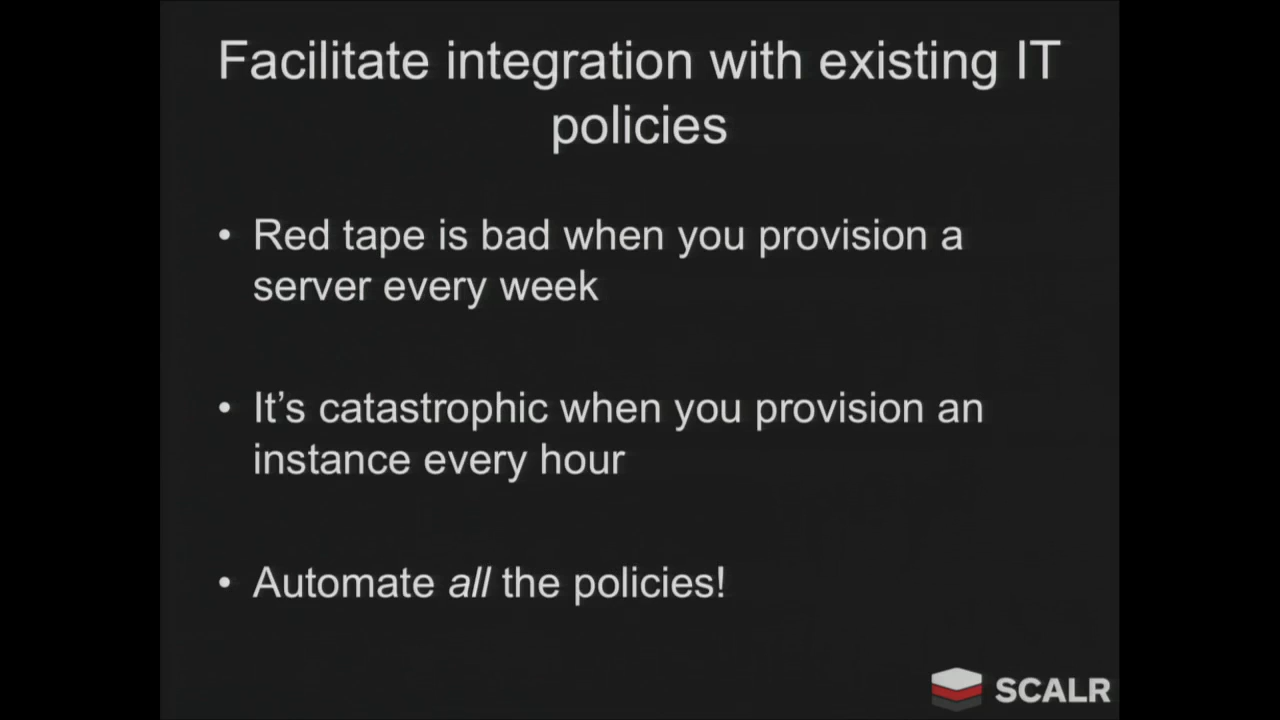 Facilitate integration with existing IT
policies
• Red tape is bad when you provision a
server every week
• It’s catastrophic when you provision an
instance every hour
• Automate all the policies!
SCALR